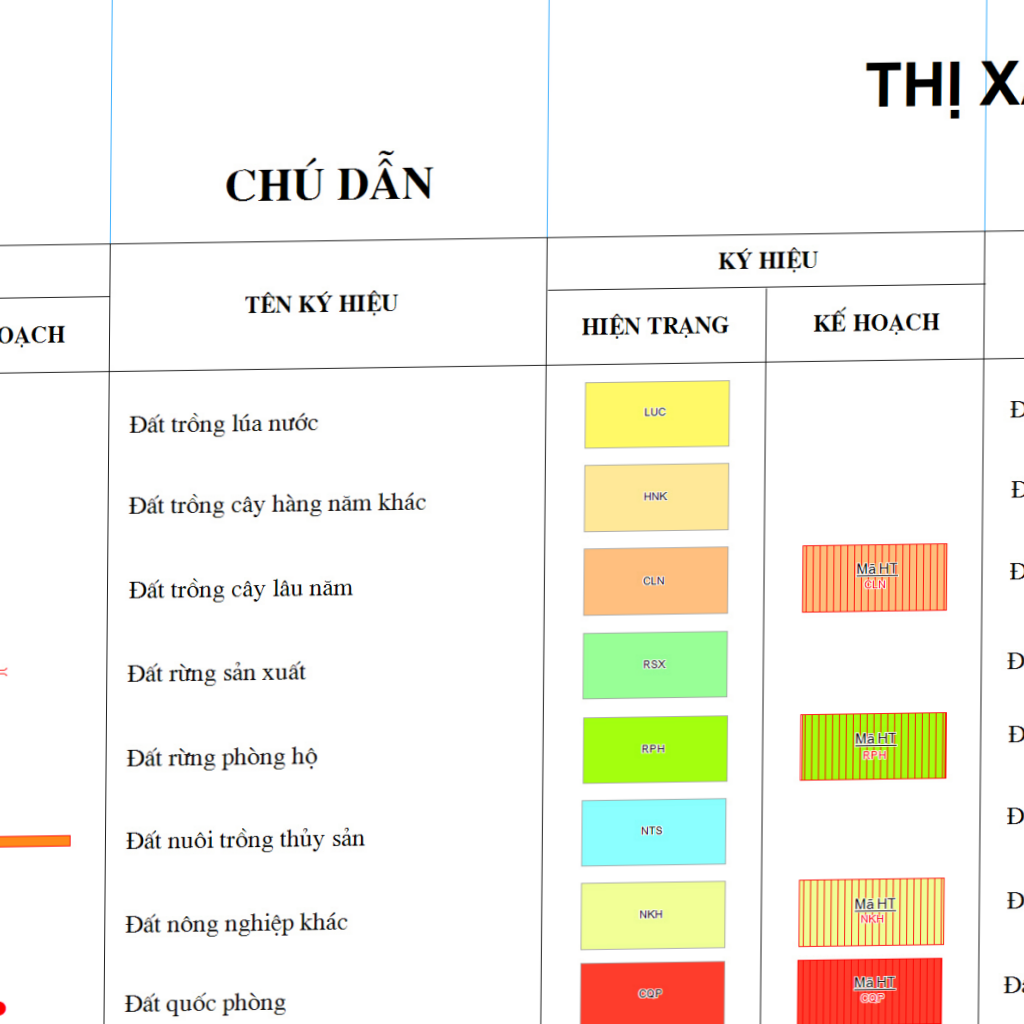 THỊ
CHÚ DẪN
TÊN KÝ HIỆU
KÝ HIỆU
HIỆN TRẠNG
KẾ HOẠCH
Đất trồng lúa nước
LUC
Đất trồng cây hàng năm khác
HNK
Đất trồng cây lâu năm
CLN
Mã HT
CLN
Đất rừng sản xuất
RSX
Đất rừng phòng hộ
RPH
Mã HT
RPH
Đất nuôi trồng thủy sản
NTS
Đất nông nghiệp khác
NKH
Mã HT
NKH
Đất quốc phòng
CQP
Mã HT
CQP